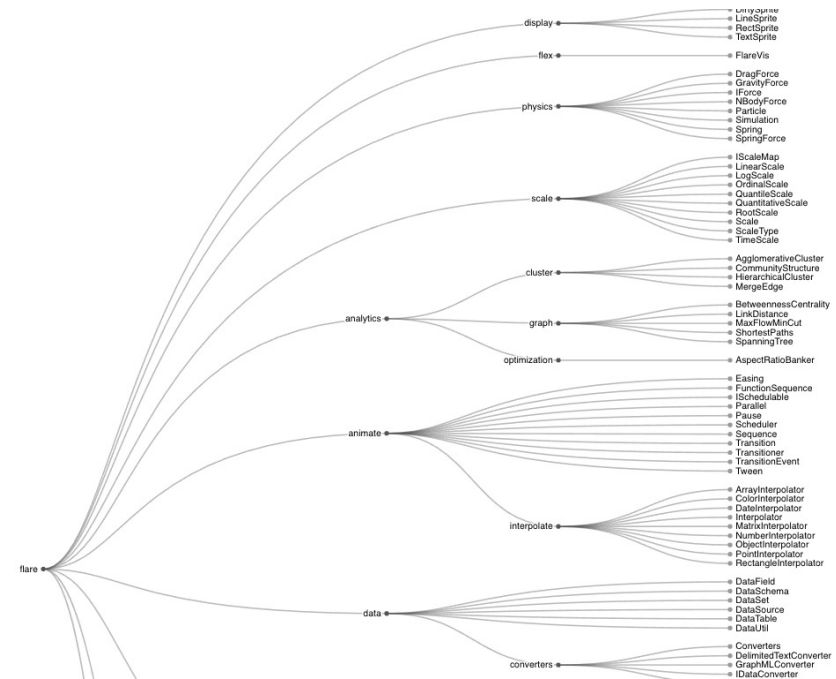 DirtySprite
display
LineSprite
RectSprite
TextSprite
flex
FlareVis
DragForce
GravityForce
IForce
NBodyForce
physics
Particle
Simulation
Spring
SpringForce
IScaleMap
LinearScale
LogScale
OrdinalScale
QuantileScale
scale
QuantitativeScale
RootScale
Scale
ScaleType
TimeScale
AgglomerativeCluster
CommunityStructure
cluster
HierarchicalCluster
MergeEdge
BetweennessCentrality
LinkDistance
analytics
graph
MaxFlowMinCut
ShortestPaths
SpanningTree
optimization
AspectRatioBanker
Easing
FunctionSequence
ISchedulable
Parallel
Pause
Scheduler
animate
Sequence
Transition
Transitioner
TransitionEvent
Tween
ArrayInterpolator
ColorInterpolator
DateInterpolator
Interpolator
interpolate
MatrixInterpolator
NumberInterpolator
ObjectInterpolator
PointInterpolator
RectangleInterpolator
flare
DataField
DataSchema
DataSet
DataSource
data
DataTable
DataUtil
Converters
DelimitedTextConverter
converters
GraphMLConverter
IDataConverter